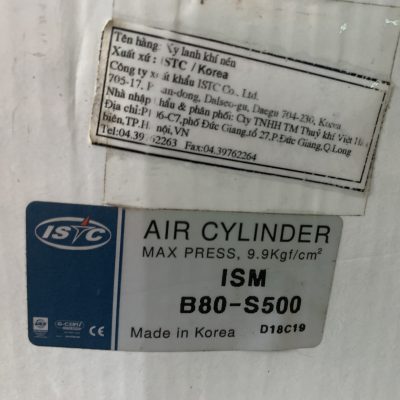 Tên hàng: Xy lanh khí nén
Xuất xứ : ISTC / Korea
Công ty xuất khẩu ISTC Co., Ltd.
705-17, dan-dong, Dalseo-gu, Daegu 704-230, Korea
Nhà nhập khẩu & phân phối: Cty TNHH TM Thuỷ khí Việt
Địa chỉ: -C7,phố Đức Giang,tổ 27,P.Đức Giang,Q.Long
biên,TP.Hà Nội,VN
Tel:04.39762263 Fax:04.39762264
ISTC
AIR CYLINDER
MAX PRESS, 9.9Kgf/cm²
ISM
B80-S500
Made in Korea D18C19
CE